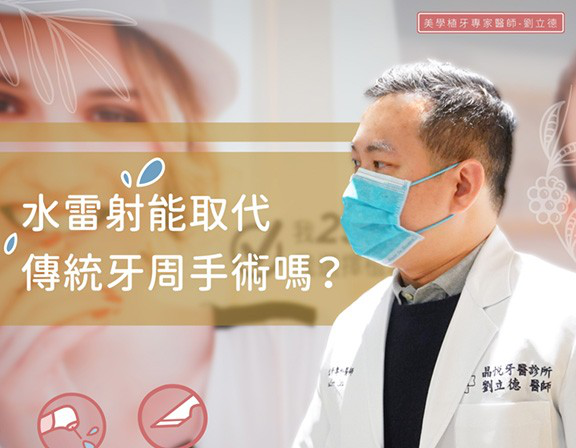 美學植牙專家醫師-劉立德
水雷射能取代
傳統牙周手術嗎？
晶悅牙醫診所
劉立德 醫師